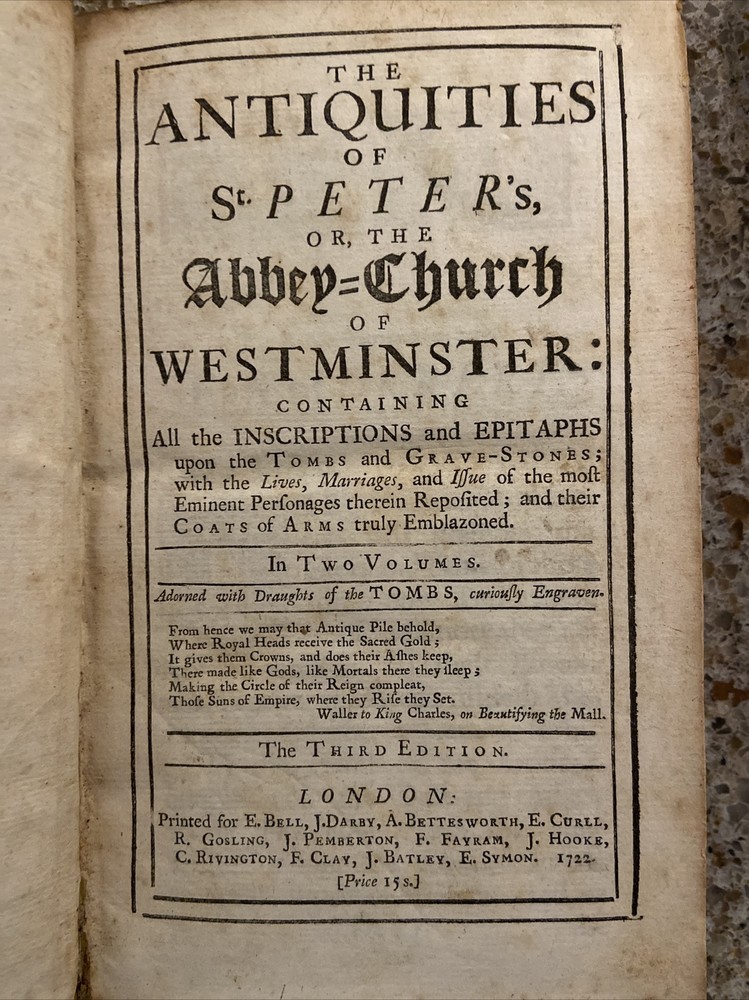 THE
ANTIQUITIES
OF
St. PETER's,
OR, THE
Abbey=Church
OF
WESTMINSTER:
CONTAINING
All the INSCRIPTIONS and EPITAPHS
upon the TOMBS and GRAVE-STONES;
with the Lives, Marriages, and Iſſue of the moſt
Eminent Perſonages therein Repoſited; and their
COATS of ARMS truly Emblazoned.
In TWO VOLUMES.
Adorned with Draughts of the TOMBS, curiouſly Engraven.
From hence we may that Antique Pile behold,
Where Royal Heads receive the Sacred Gold;
It gives them Crowns, and does their Aſhes keep,
There made like Gods, like Mortals there they ſleep;
Making the Circle of their Reign compleat,
Thoſe Suns of Empire, where they Riſe they Set.
Waller to King Charles, on Beautifying the Mall.
The THIRD EDITION.
LONDON:
Printed for E. BELL, J. DARBY, A. BETTESWORTH, E. CURLL,
R. GOSLING, J. PEMBERTON, F. FAYRAM, J. HOOKE,
C. RIVINGTON, F. CLAY, J. BATLEY, E. SYMON. 1722.
[Price 15 s.]